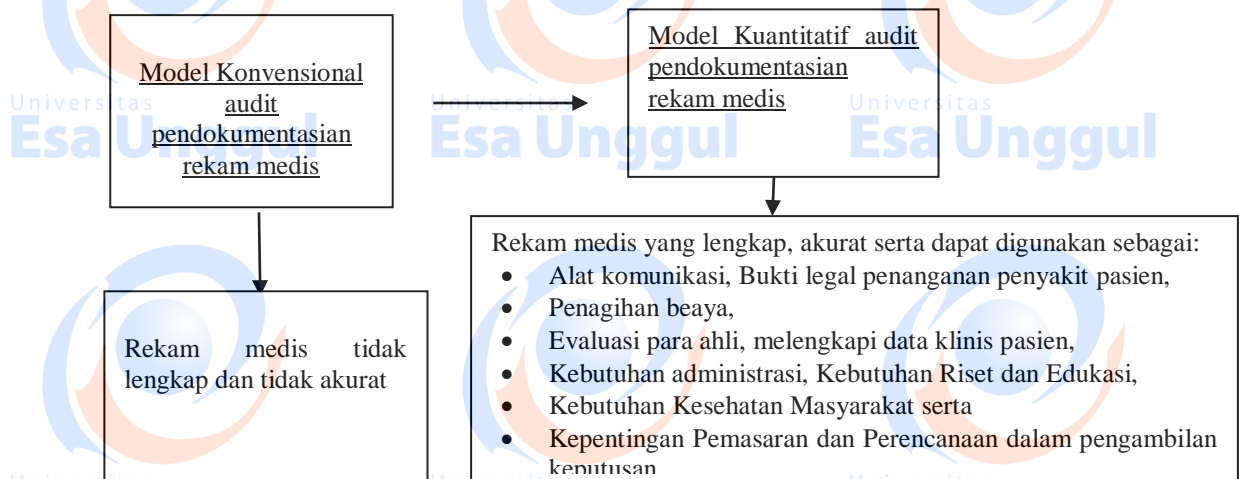 Model Konvensional
audit
pendokumentasian
rekam medis
Model Kuantitatif audit
pendokumentasian
rekam medis
Universitas
Esa Unggul
Universitas
Esa Unggul
Universitas
Esa Unggul
Rekam medis tidak
lengkap dan tidak akurat
Rekam medis yang lengkap, akurat serta dapat digunakan sebagai:
• Alat komunikasi, Bukti legal penanganan penyakit pasien,
• Penagihan beaya,
• Evaluasi para ahli, melengkapi data klinis pasien,
• Kebutuhan administrasi, Kebutuhan Riset dan Edukasi,
• Kebutuhan Kesehatan Masyarakat serta
• Kepentingan Pemasaran dan Perencanaan dalam pengambilan
keputusan